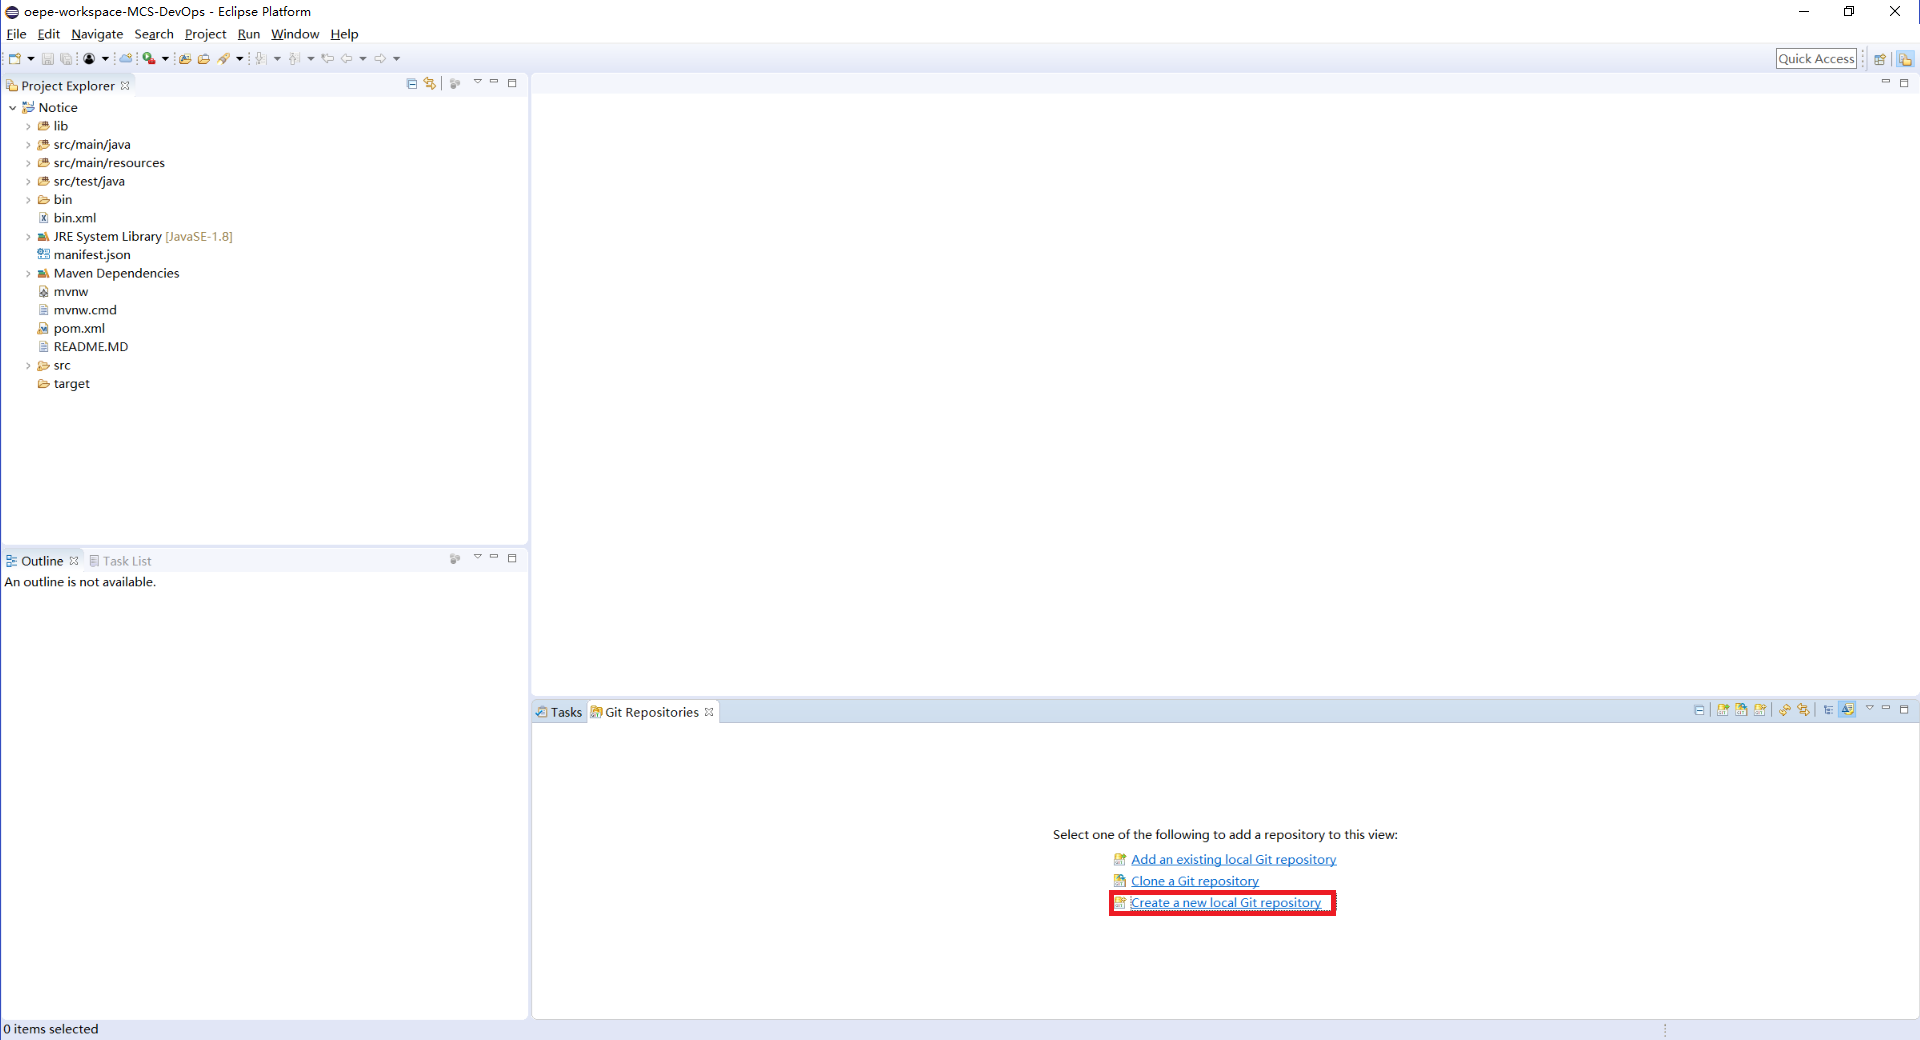 oepe-workspace-MCS-DevOps - Eclipse Platform
File Edit Navigate Search Project Run Window Help
Quick Access
Project Explorer
Notice
lib
src/main/java
src/main/resources
src/test/java
bin
bin.xml
JRE System Library [JavaSE-1.8]
manifest.json
Maven Dependencies
mvnw
mvnw.cmd
pom.xml
README.MD
src
target
Outline Task List
An outline is not available.
Tasks Git Repositories
Select one of the following to add a repository to this view:
Add an existing local Git repository
Clone a Git repository
Create a new local Git repository
0 items selected